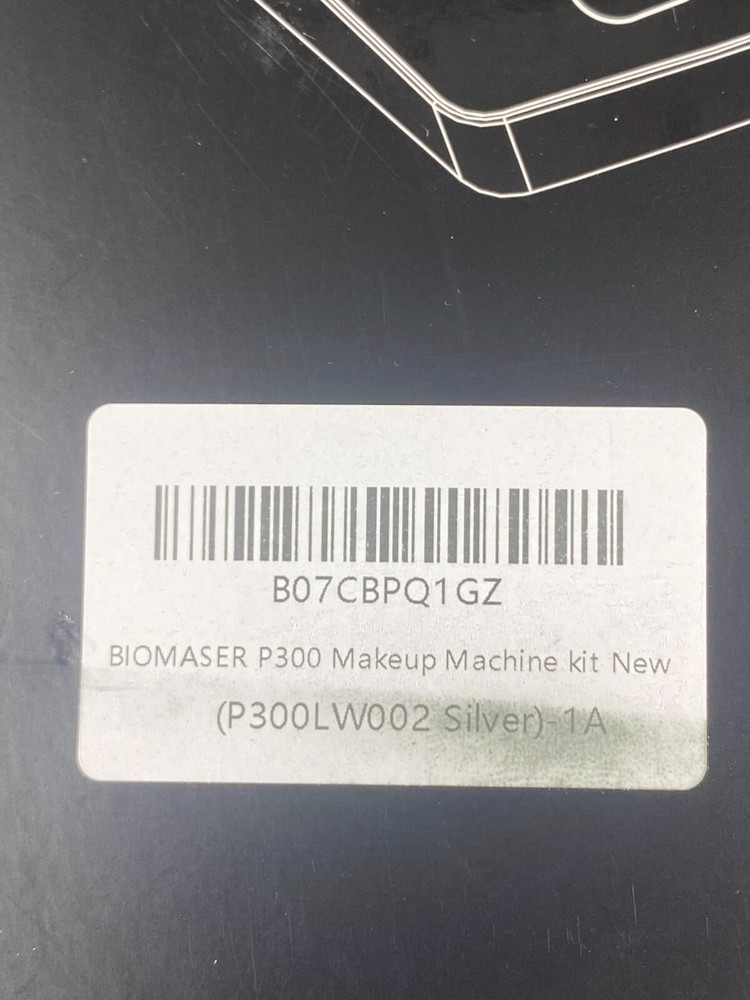 B07CBPQ1GZ
BIOMASER P300 Makeup Machine kit New
(P300LW002 Silver)-1A